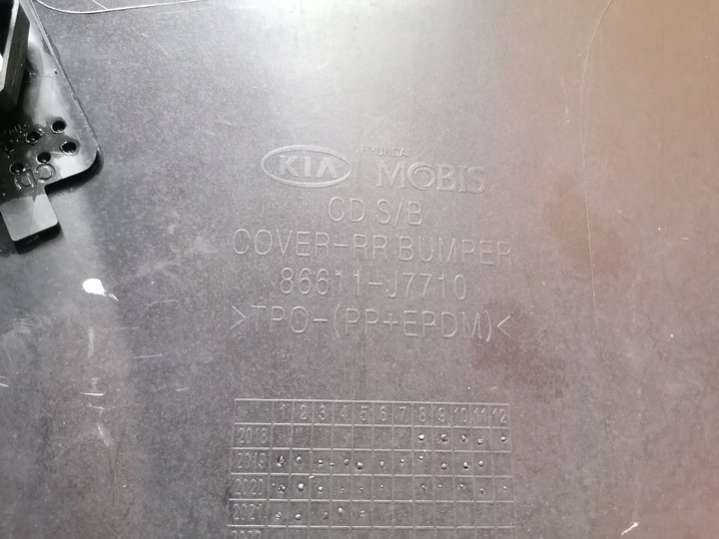 KIA HYUNDAI MOBIS
CD S/B
COVER-RR BUMPER
86611-J7710
>TPO-(PP+EPDM)<
1 2 3 4 5 6 7 8 9 10 11 12
2018
2019
2020
2021